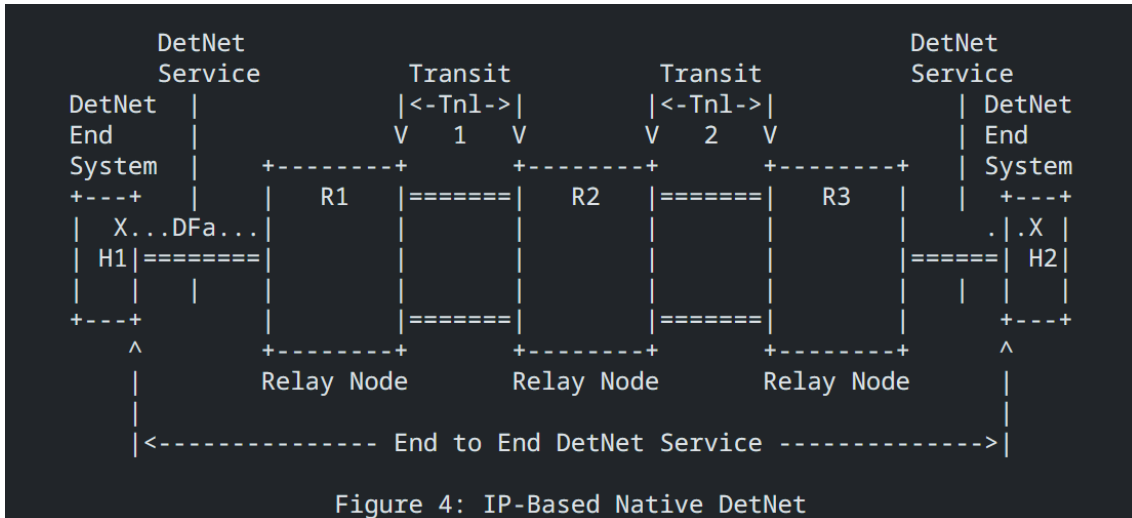 DetNet                                                     DetNet
      Service            Transit            Transit            Service
DetNet  |               |<-Tnl->|          |<-Tnl->|               | DetNet
End     |               V   1   V          V   2   V               | End
System  |    +--------+       +--------+       +--------+    | System
+---+   |    |   R1   |=======|   R2   |=======|   R3   |   |  +---+
|  X...DFa...|        |       |        |       |        |     .|.X |
| H1|========|        |       |        |       |        |======| H2|
|   |   |    |        |       |        |       |        |   |  |   |
+---+        |        |=======|        |=======|        |      +---+
    ^        +--------+       +--------+       +--------+      ^
    |        Relay Node       Relay Node       Relay Node      |
    |                                                          |
    |<--------------- End to End DetNet Service -------------->|
Figure 4: IP-Based Native DetNet